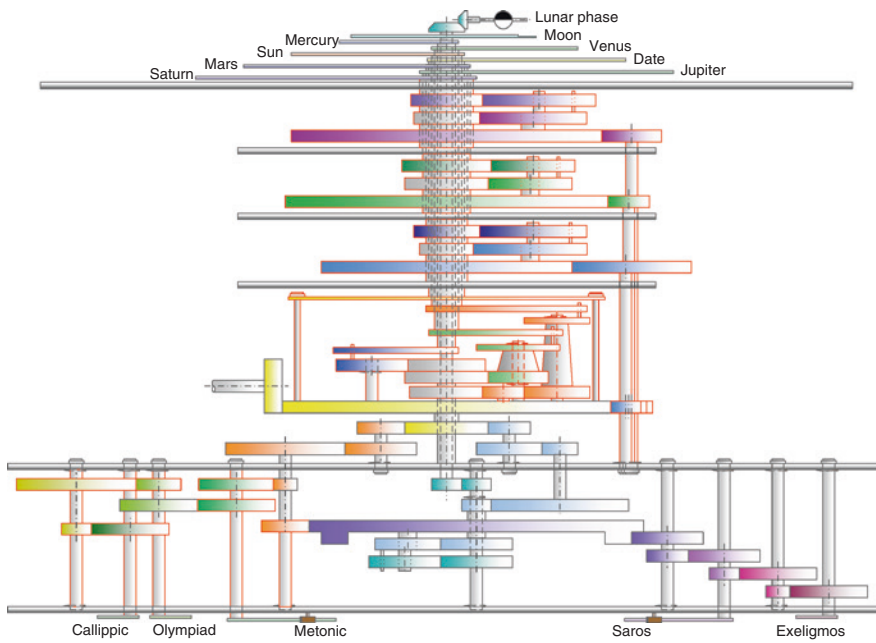 Lunar phase
Moon
Mercury
Venus
Sun
Date
Mars
Jupiter
Saturn
Callippic
Olympiad
Metonic
Saros
Exeligmos